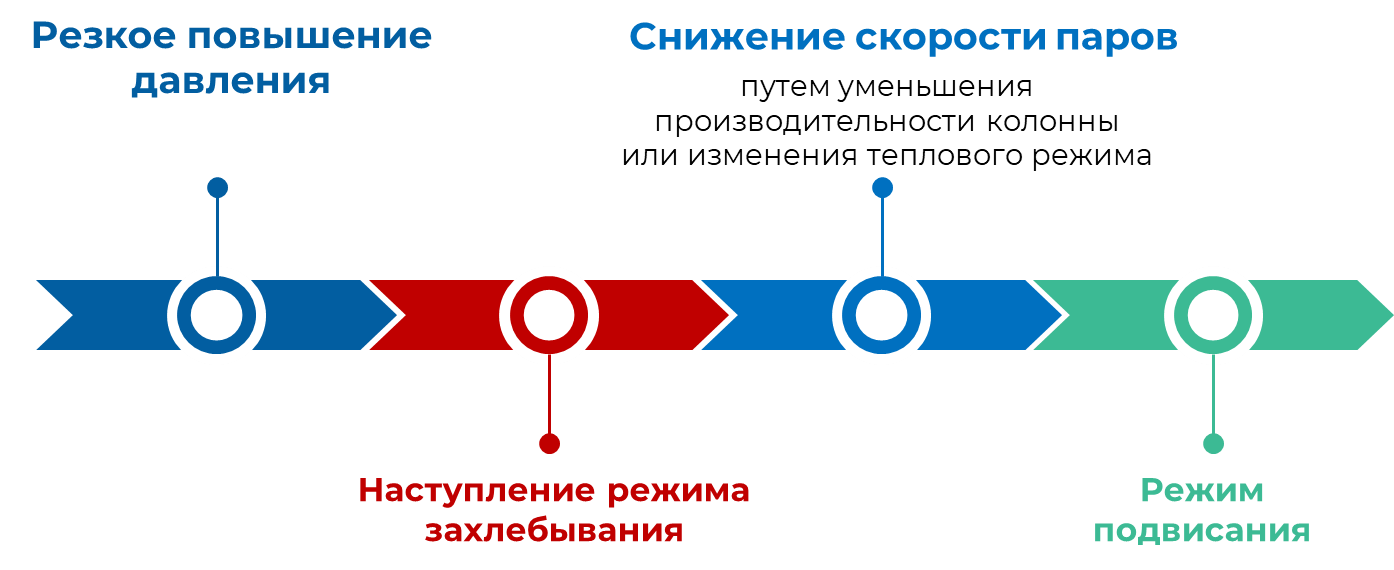 Резкое повышение
давления
Снижение скорости паров
путем уменьшения
производительности колонны
или изменения теплового режима
Наступление режима
захлебывания
Режим
подвисания